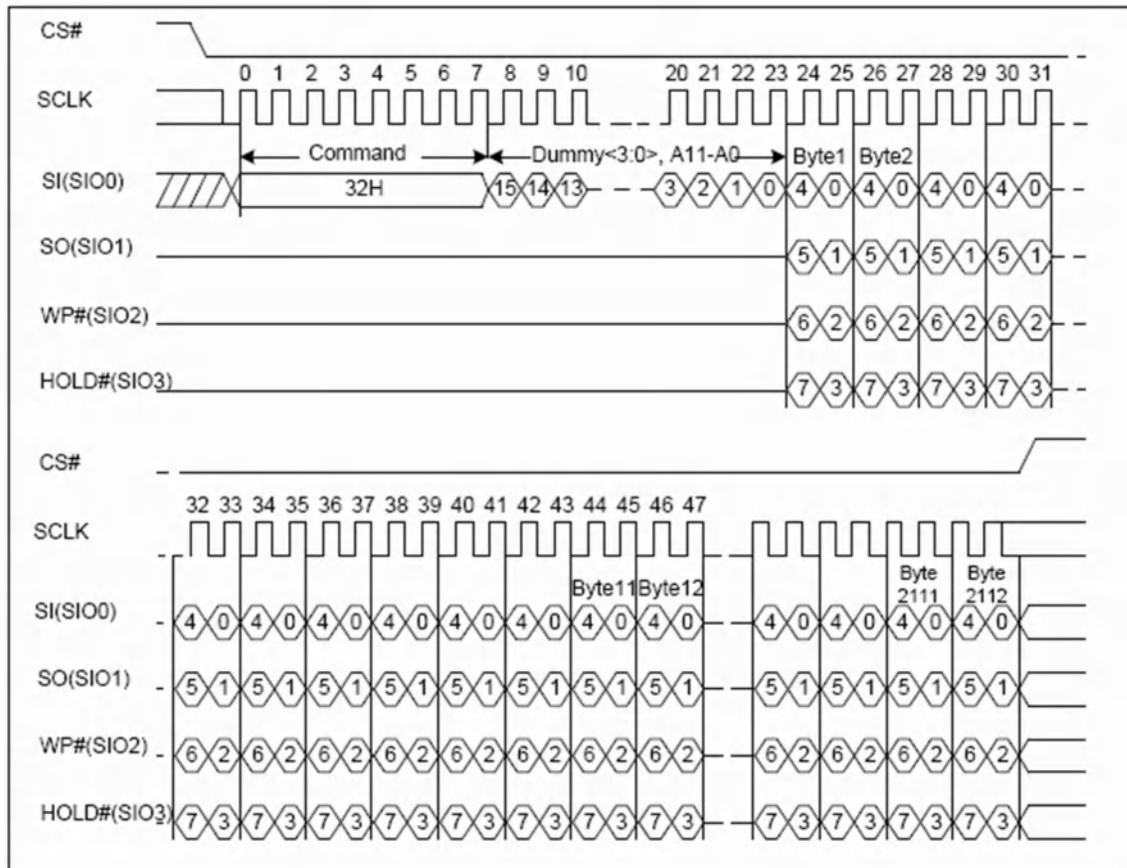 CS#
0 1 2 3 4 5 6 7 8 9 10 20 21 22 23 24 25 26 27 28 29 30 31
SCLK
Command Dummy<3:0>, A11-A0 Byte1 Byte2
SI(SIO0) 32H 15 14 13 3 2 1 0 4 0 4 0 4 0 4 0
SO(SIO1) 5 1 5 1 5 1 5 1
WP#(SIO2) 6 2 6 2 6 2 6 2
HOLD#(SIO3) 7 3 7 3 7 3 7 3
CS#
32 33 34 35 36 37 38 39 40 41 42 43 44 45 46 47
SCLK
Byte11 Byte12 Byte 2111 Byte 2112
SI(SIO0) 4 0 4 0 4 0 4 0 4 0 4 0 4 0 4 0 4 0 4 0 4 0 4 0
SO(SIO1) 5 1 5 1 5 1 5 1 5 1 5 1 5 1 5 1 5 1 5 1 5 1 5 1
WP#(SIO2) 6 2 6 2 6 2 6 2 6 2 6 2 6 2 6 2 6 2 6 2 6 2 6 2
HOLD#(SIO3) 7 3 7 3 7 3 7 3 7 3 7 3 7 3 7 3 7 3 7 3 7 3 7 3